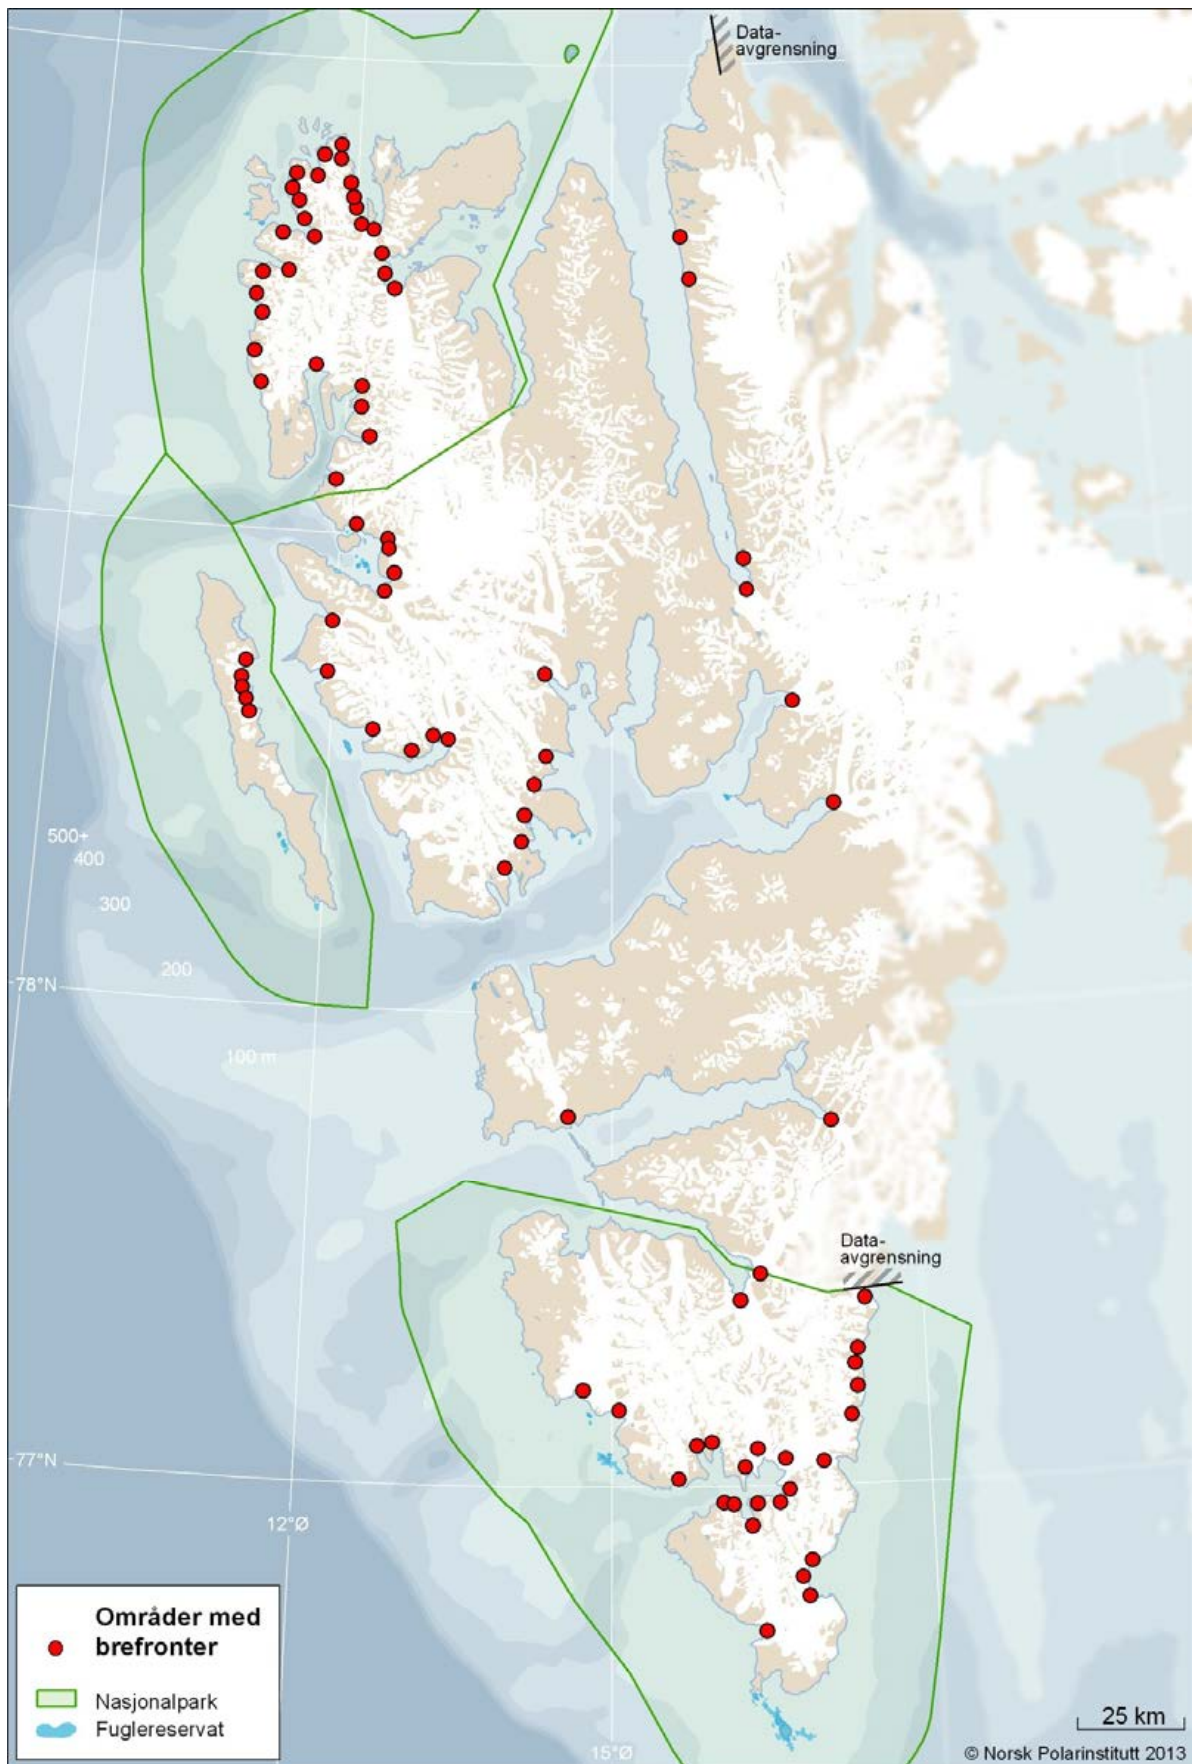 Data-
avgrensning
500+
400
300
200
78°N
100 m
Data-
avgrensning
77°N
12°Ø
Områder med
brefronter
Nasjonalpark
Fuglereservat
15°Ø
25 km
© Norsk Polarinstitutt 2013